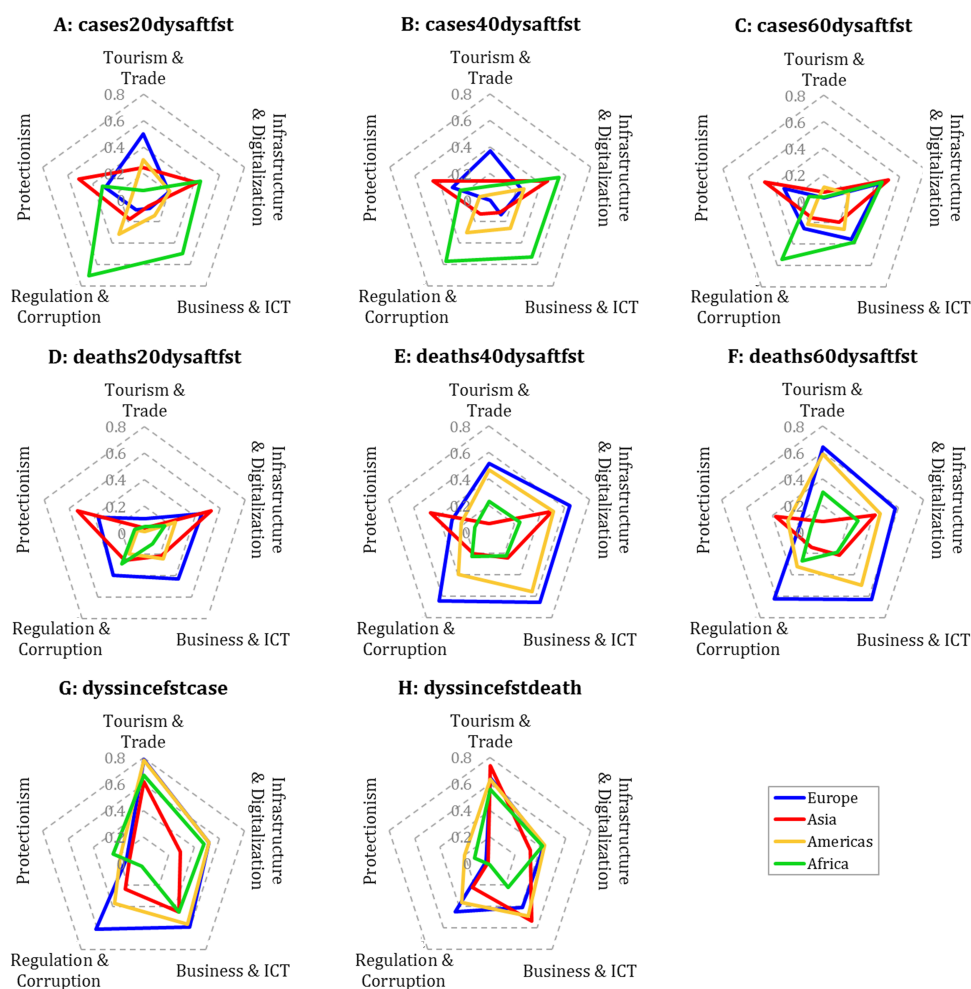 A: cases20dysaftfst
Tourism &
Trade
0.8
0.6
0.4
0.2
0
Protectionism
Infrastructure
& Digitalization
Regulation &
Corruption
Business & ICT
B: cases40dysaftfst
Tourism &
Trade
0.8
0.6
0.4
0.2
0
Protectionism
Infrastructure
& Digitalization
Regulation &
Corruption
Business & ICT
C: cases60dysaftfst
Tourism &
Trade
0.8
0.6
0.4
0.2
0
Protectionism
Infrastructure
& Digitalization
Regulation &
Corruption
Business & ICT
D: deaths20dysaftfst
Tourism &
Trade
0.8
0.6
0.4
0.2
0
Protectionism
Infrastructure
& Digitalization
Regulation &
Corruption
Business & ICT
E: deaths40dysaftfst
Tourism &
Trade
0.8
0.6
0.4
0.2
0
Protectionism
Infrastructure
& Digitalization
Regulation &
Corruption
Business & ICT
F: deaths60dysaftfst
Tourism &
Trade
0.8
0.6
0.4
0.2
0
Protectionism
Infrastructure
& Digitalization
Regulation &
Corruption
Business & ICT
G: dyssincefstcase
Tourism &
Trade
0.8
0.6
0.4
0.2
0
Protectionism
Infrastructure
& Digitalization
Regulation &
Corruption
Business & ICT
H: dyssincefstdeath
Tourism &
Trade
0.8
0.6
0.4
0.2
0
Protectionism
Infrastructure
& Digitalization
Regulation &
Corruption
Business & ICT
Europe
Asia
Americas
Africa